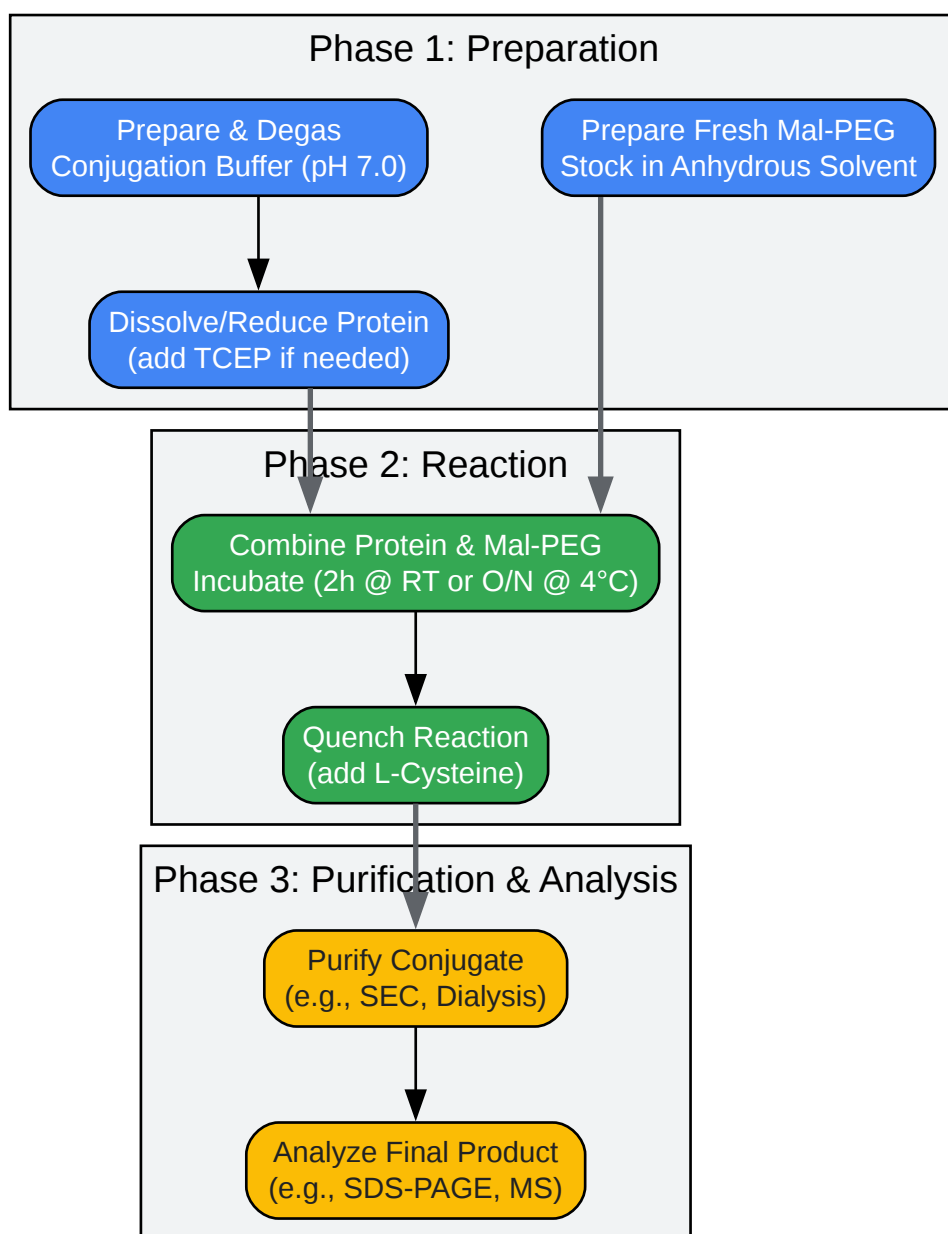 Phase 1: Preparation
Prepare & Degas
Conjugation Buffer (pH 7.0)
Prepare Fresh Mal-PEG
Stock in Anhydrous Solvent
Dissolve/Reduce Protein
(add TCEP if needed)
Phase 2: Reaction
Combine Protein & Mal-PEG
Incubate (2h @ RT or O/N @ 4°C)
Quench Reaction
(add L-Cysteine)
Phase 3: Purification & Analysis
Purify Conjugate
(e.g., SEC, Dialysis)
Analyze Final Product
(e.g., SDS-PAGE, MS)